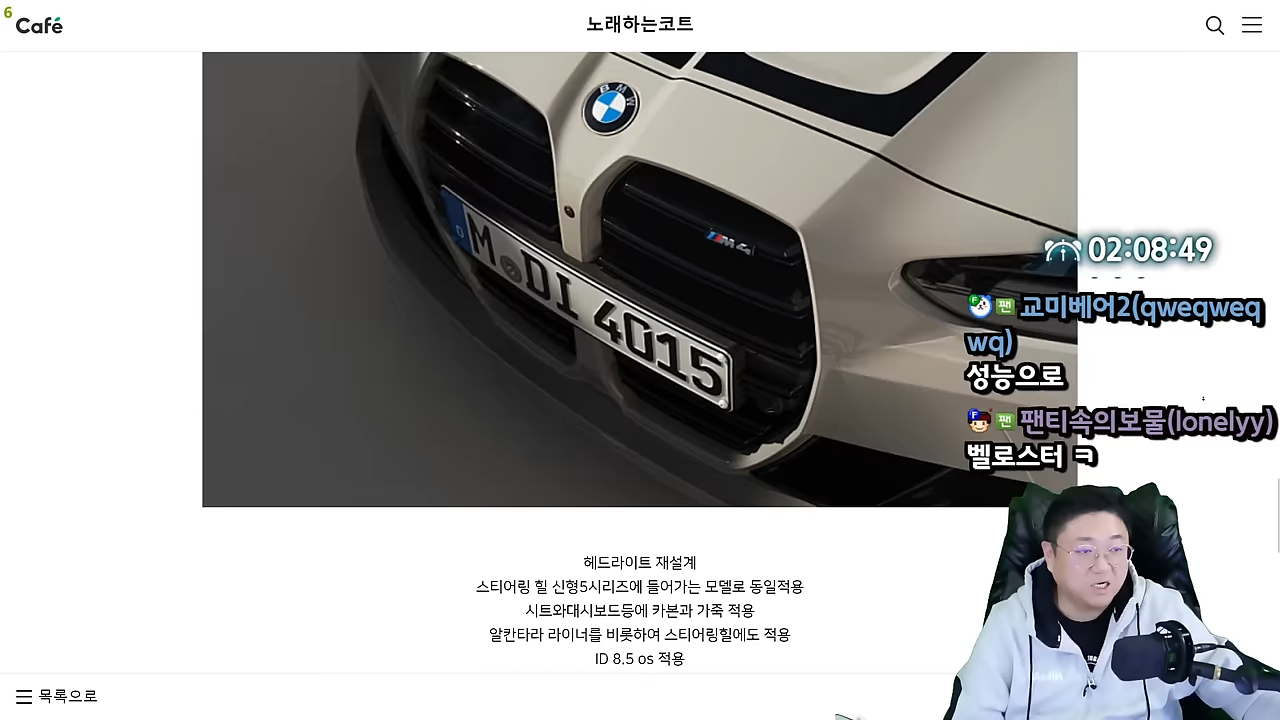 6
Café
노래하는코트
BMW
M4
M DI 4015
02:08:49
팬 교미베어2(qweqweq
wq)
성능으로
팬 팬티속의보물(lonelyy)
벨로스터 ㅋ
헤드라이트 재설계
스티어링 휠 신형5시리즈에 들어가는 모델로 동일적용
시트와대시보드등에 카본과 가죽 적용
알칸타라 라이너를 비롯하여 스티어링휠에도 적용
ID 8.5 os 적용
목록으로